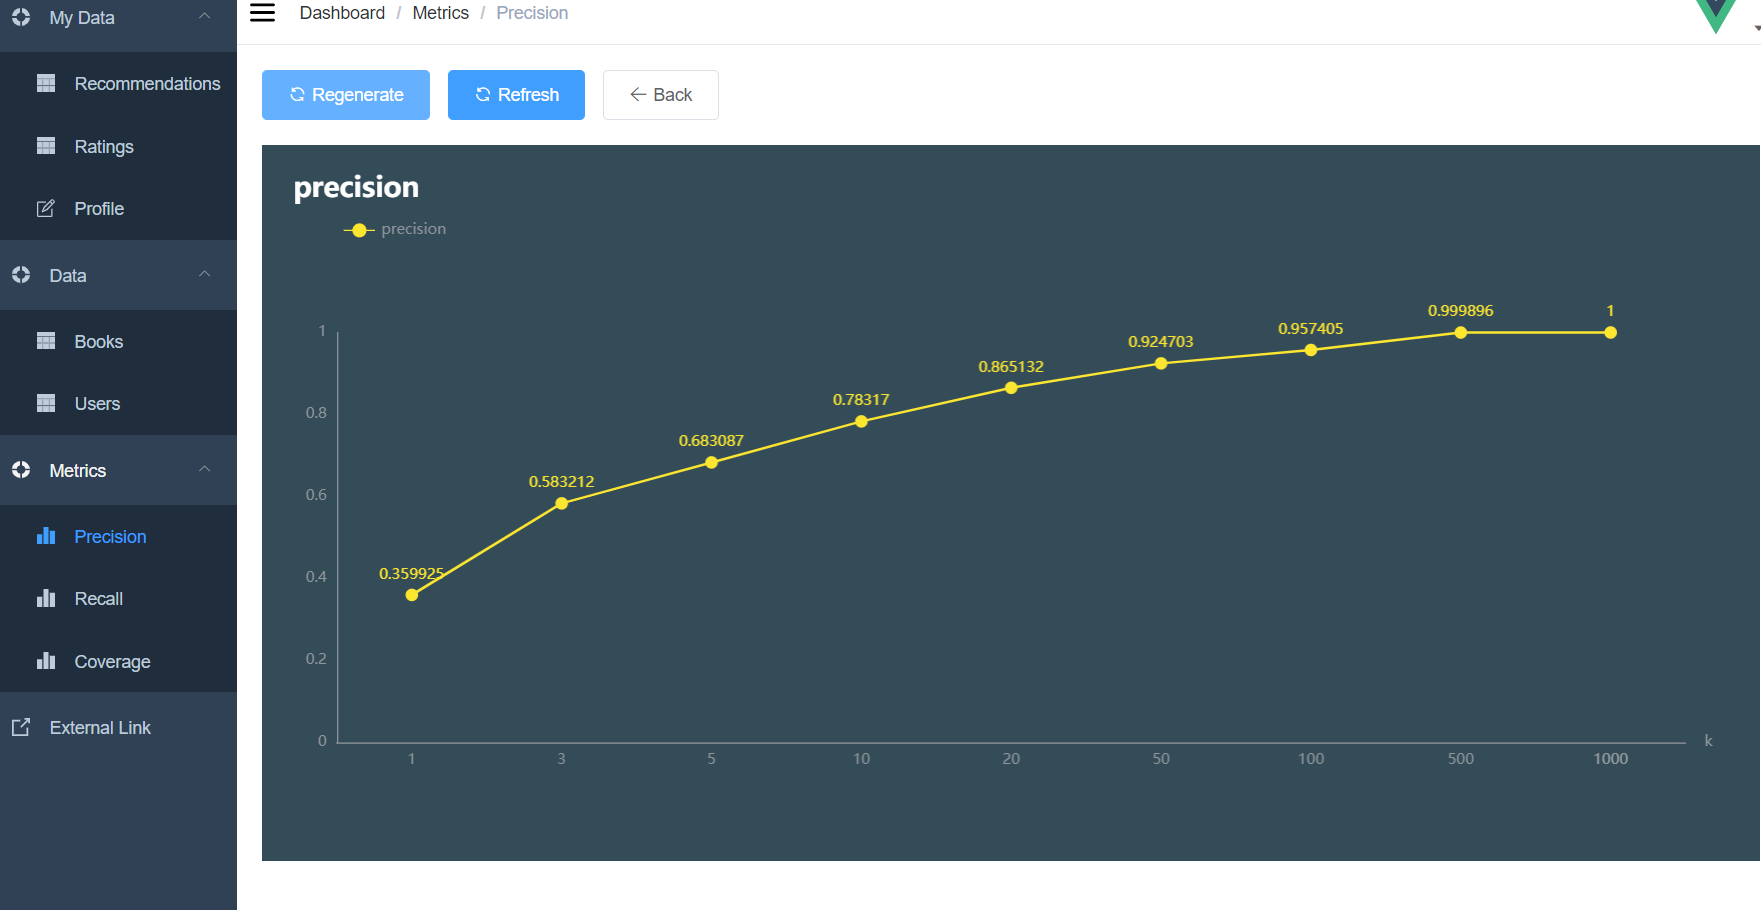 My Data
Recommendations
Ratings
Profile
Data
Books
Users
Metrics
Precision
Recall
Coverage
External Link
Dashboard / Metrics / Precision
Regenerate Refresh Back
precision
precision
1
0.8
0.6
0.4
0.2
0
0.359925
0.583212
0.683087
0.78317
0.865132
0.924703
0.957405
0.999896
1
1 3 5 10 20 50 100 500 1000
k